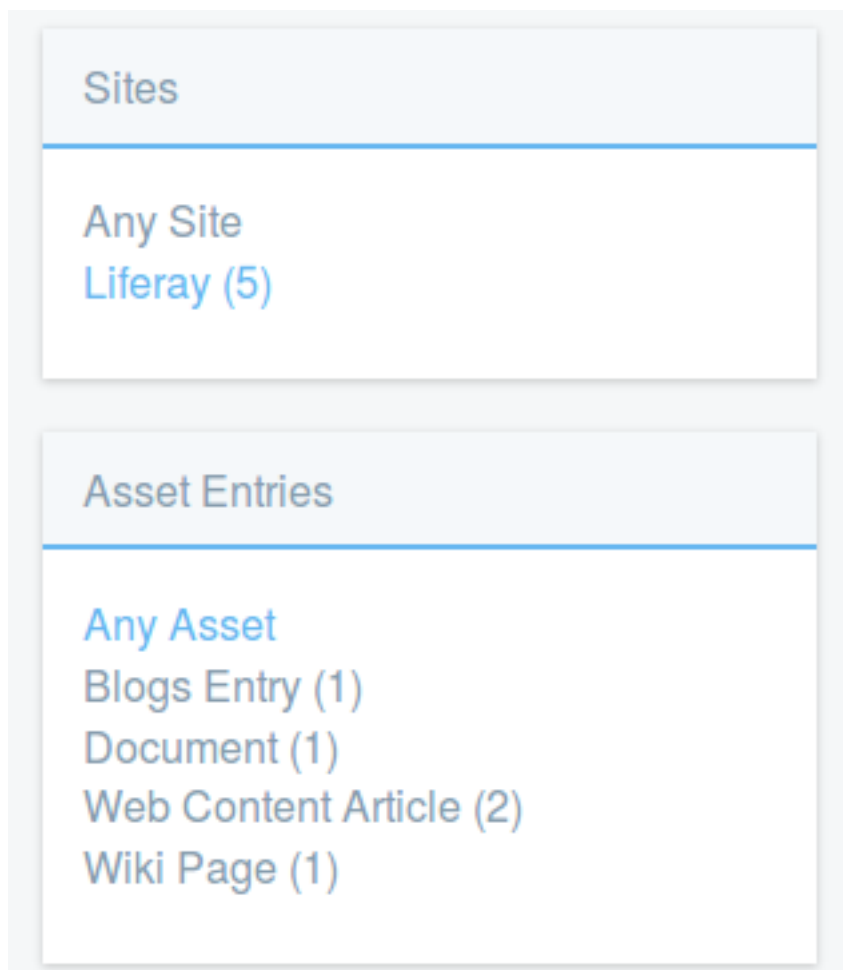 Sites
Any Site
Liferay (5)
Asset Entries
Any Asset
Blogs Entry (1)
Document (1)
Web Content Article (2)
Wiki Page (1)